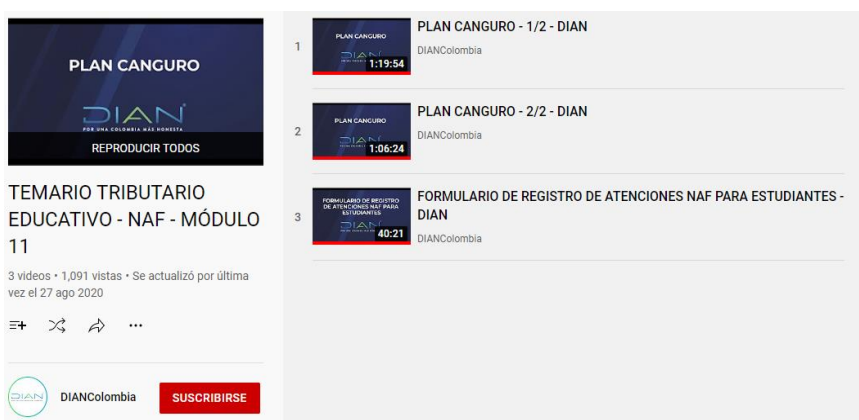 PLAN CANGURO
DIAN
POR UNA COLOMBIA MÁS HONESTA
REPRODUCIR TODOS
TEMARIO TRIBUTARIO
EDUCATIVO - NAF - MÓDULO
11
3 videos • 1,091 vistas • Se actualizó por última
vez el 27 ago 2020
DIAN
DIANColombia
SUSCRIBIRSE
1
PLAN CANGURO
DIAN
1:19:54
PLAN CANGURO - 1/2 - DIAN
DIANColombia
2
PLAN CANGURO
DIAN
1:06:24
PLAN CANGURO - 2/2 - DIAN
DIANColombia
3
FORMULARIO DE REGISTRO
DE ATENCIONES NAF PARA
ESTUDIANTES
DIAN
40:21
FORMULARIO DE REGISTRO DE ATENCIONES NAF PARA ESTUDIANTES -
DIAN
DIANColombia